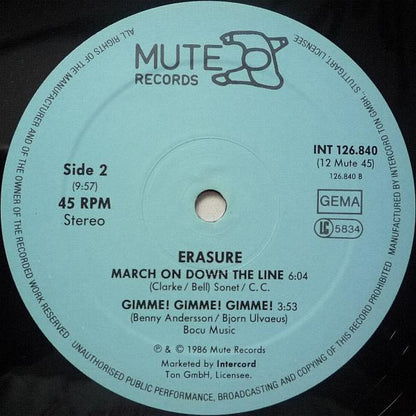 MUTE
RECORDS
Side 2
(9:57)
45 RPM
Stereo
INT 126.840
(12 Mute 45)
126.840 B
GEMA
LC 5834
ERASURE
MARCH ON DOWN THE LINE 6:04
(Clarke / Bell) Sonet / C. C.
GIMME! GIMME! GIMME! 3:53
(Benny Andersson / Bjorn Ulvaeus)
Bocu Music
℗ & © 1986 Mute Records
Marketed by Intercord
Ton GmbH, Licensee.
ALL RIGHTS OF THE MANUFACTURER AND OF THE OWNER OF THE RECORDED WORK RESERVED
UNAUTHORISED PUBLIC PERFORMANCE, BROADCASTING AND COPYING OF THIS RECORD PROHIBITED
MANUFACTURED BY INTERCORD TON GMBH, STUTTGART LICENSEE